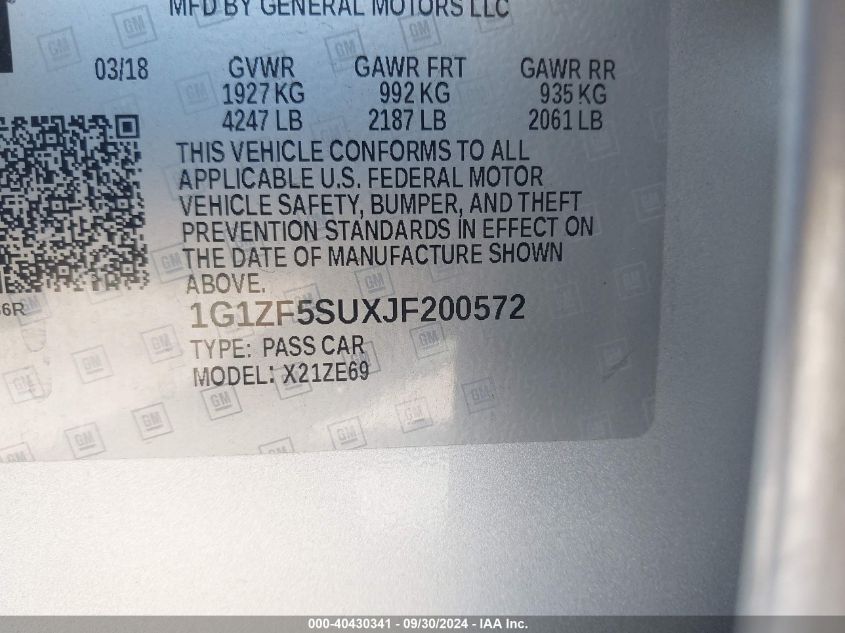 MFD BY GENERAL MOTORS LLC
03/18 GVWR GAWR FRT GAWR RR
1927 KG 992 KG 935 KG
4247 LB 2187 LB 2061 LB
THIS VEHICLE CONFORMS TO ALL
APPLICABLE U.S. FEDERAL MOTOR
VEHICLE SAFETY, BUMPER, AND THEFT
PREVENTION STANDARDS IN EFFECT ON
THE DATE OF MANUFACTURE SHOWN
ABOVE.
6R
1G1ZF5SUXJF200572
TYPE: PASS CAR
MODEL: X21ZE69
GM
000-40430341 / 09/30/2024 - IAA Inc.